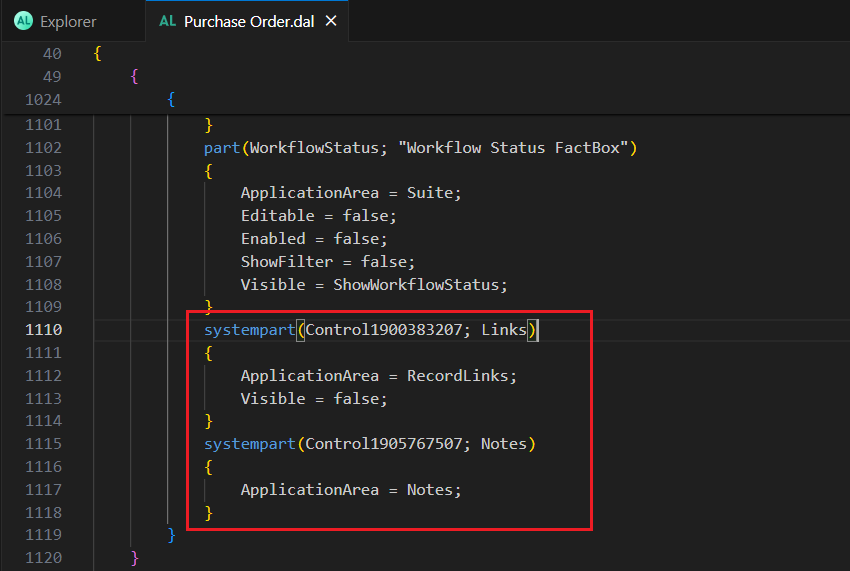 AL Explorer AL Purchase Order.dal ×
40 {
49 {
1024 {
1101 }
1102 part(WorkflowStatus; "Workflow Status FactBox")
1103 {
1104 ApplicationArea = Suite;
1105 Editable = false;
1106 Enabled = false;
1107 ShowFilter = false;
1108 Visible = ShowWorkflowStatus;
1109 }
1110 systempart(Control1900383207; Links)
1111 {
1112 ApplicationArea = RecordLinks;
1113 Visible = false;
1114 }
1115 systempart(Control1905767507; Notes)
1116 {
1117 ApplicationArea = Notes;
1118 }
1119 }
1120 }